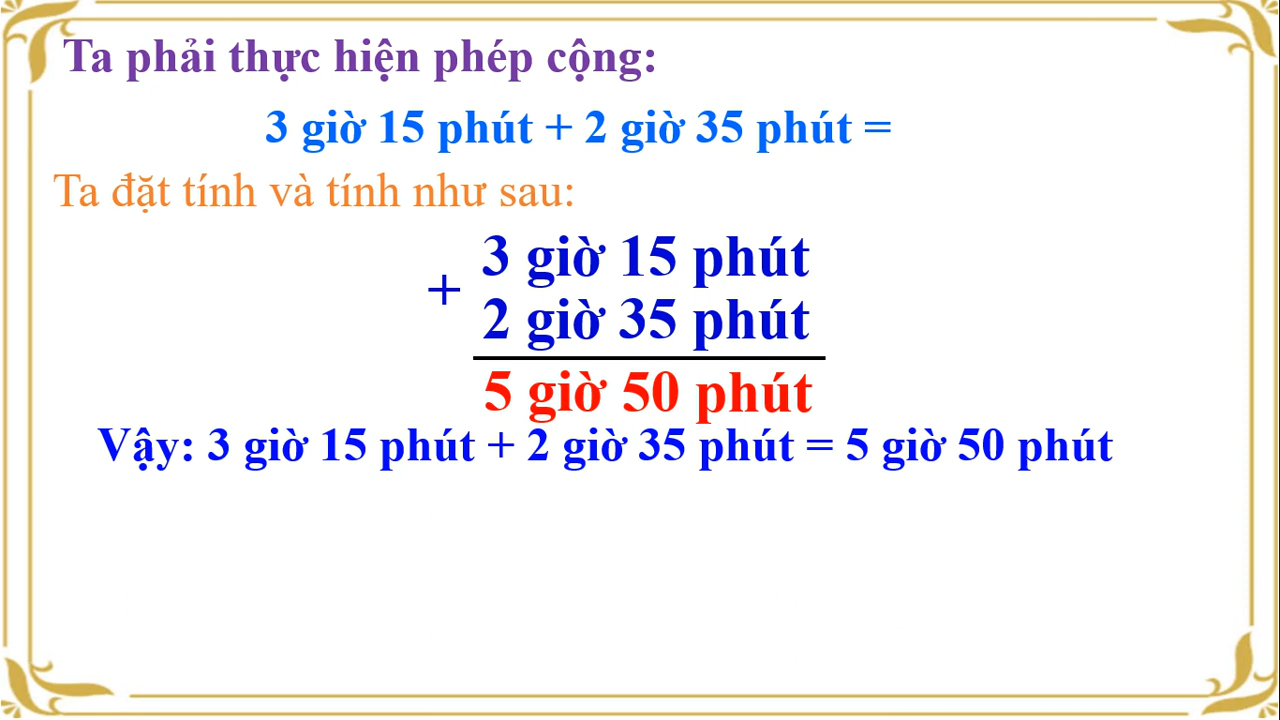 Ta phải thực hiện phép cộng:
3 giờ 15 phút + 2 giờ 35 phút =
Ta đặt tính và tính như sau:
3 giờ 15 phút
+
2 giờ 35 phút
5 giờ 50 phút
Vậy: 3 giờ 15 phút + 2 giờ 35 phút = 5 giờ 50 phút